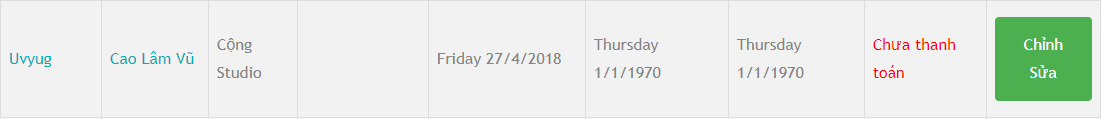 Uvyug
Cao Lâm Vũ
Cộng
Studio
Friday 27/4/2018
Thursday
1/1/1970
Thursday
1/1/1970
Chưa thanh
toán
Chỉnh
Sửa